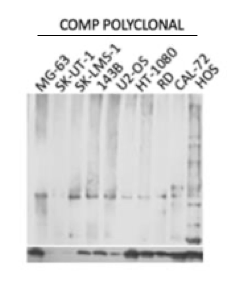 COMP POLYCLONAL
MG-63
SK-UT-1
SK-LMS-1
143B
U2-OS
HT-1080
RD
CAL-72
HOS